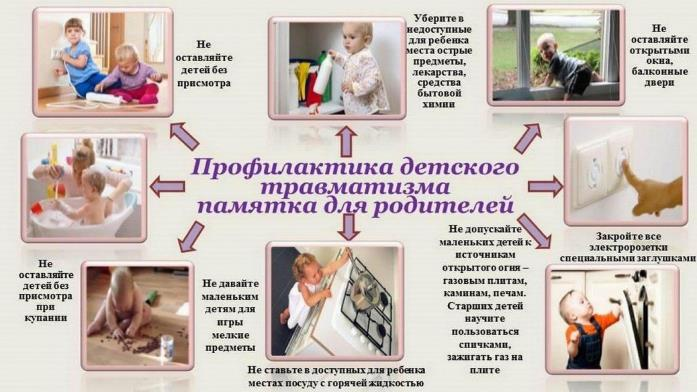 Не
оставляйте
детей без
присмотра
Уберите в
недоступные
для ребенка
места острые
предметы,
лекарства,
средства
бытовой
химии
Не
оставляйте
открытыми
окна,
балконные
двери
Профилактика детского
травматизма
памятка для родителей
Не
оставляйте
детей без
присмотра
при
купании
Не давайте
маленьким
детям для
игры
мелкие
предметы
Не ставьте в доступных для ребенка
местах посуду с горячей жидкостью
Не допускайте
маленьких детей к
источникам
открытого огня –
газовым плитам,
каминам, печам.
Старших детей
научите
пользоваться
спичками,
зажигать газ на
плите
Закройте все
электророзетки
специальными заглушками